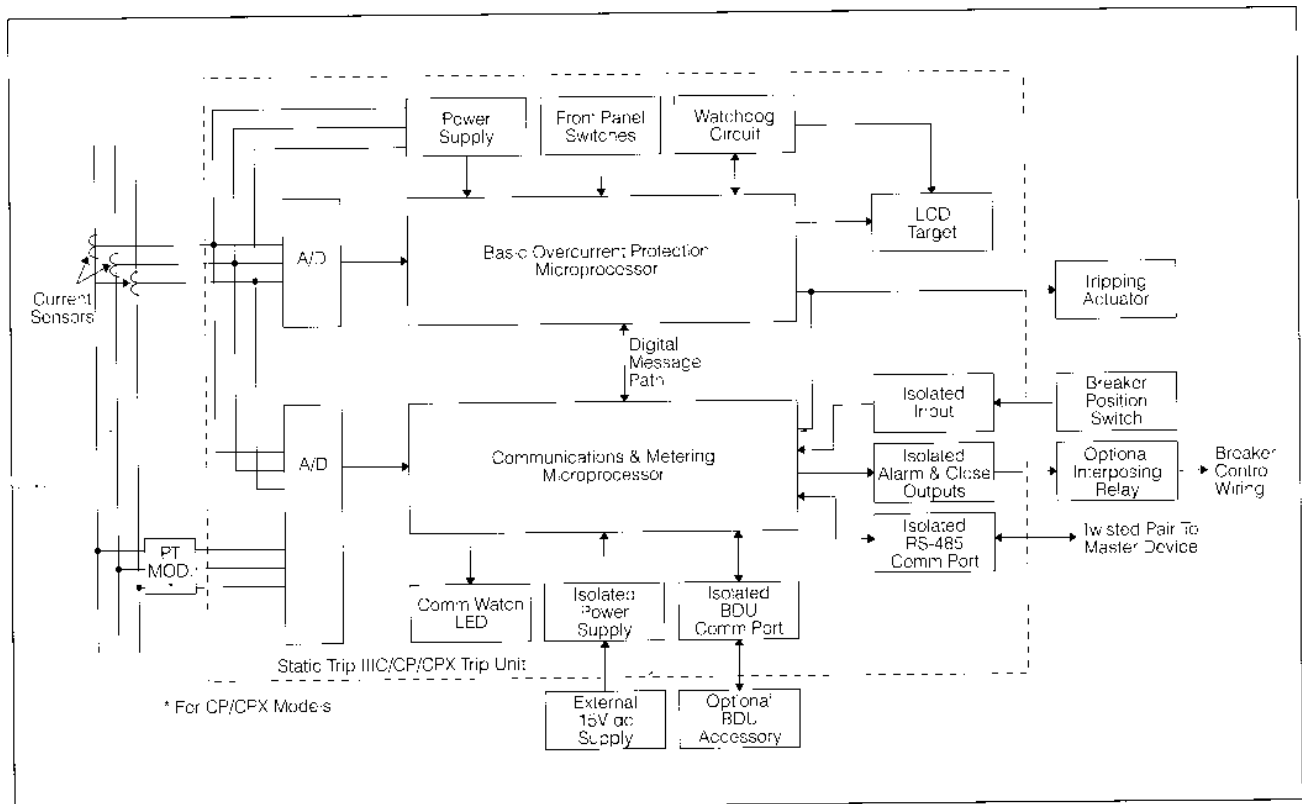 Power
Supply
Front Panel
Switches
Watchdog
Circuit
LCD
Target
A/D
Basic Overcurrent Protection
Microprocessor
Current
Sensors
Tripping
Actuator
Digital
Message
Path
Isolated
Input
Breaker
Position
Switch
A/D
Communications & Metering
Microprocessor
Isolated
Alarm & Close
Outputs
Optional
Interposing
Relay
Breaker
Control
Wiring
PT
MOD.
*
Isolated
RS-485
Comm Port
Twisted Pair To
Master Device
Comm Watch
LED
Isolated
Power
Supply
Isolated
BDU
Comm Port
Static Trip IIIC/CP/CPX Trip Unit
* For CP/CPX Models
External
15V ac
Supply
Optional
BDU
Accessory